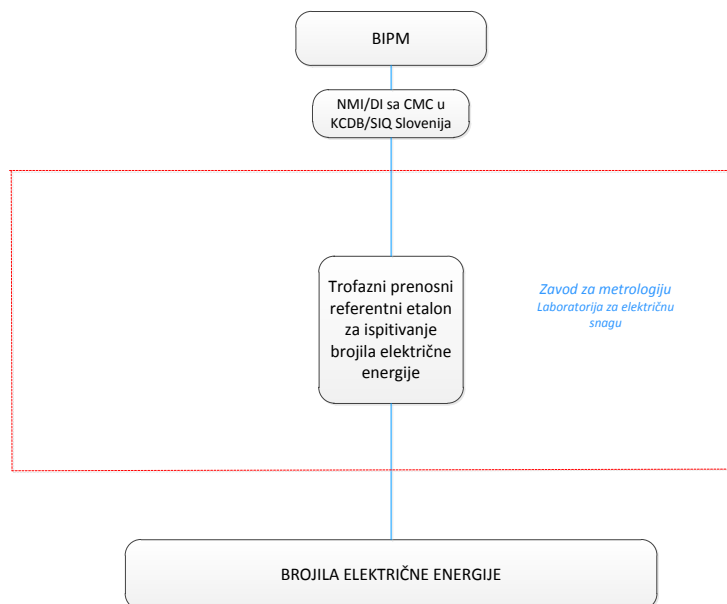 BIPM
NMI/DI sa CMC u
KCDB/SIQ Slovenija
Trofazni prenosni
referentni etalon
za ispitivanje
brojila električne
energije
Zavod za metrologiju
Laboratorija za električnu
snagu
BROJILA ELEKTRIČNE ENERGIJE